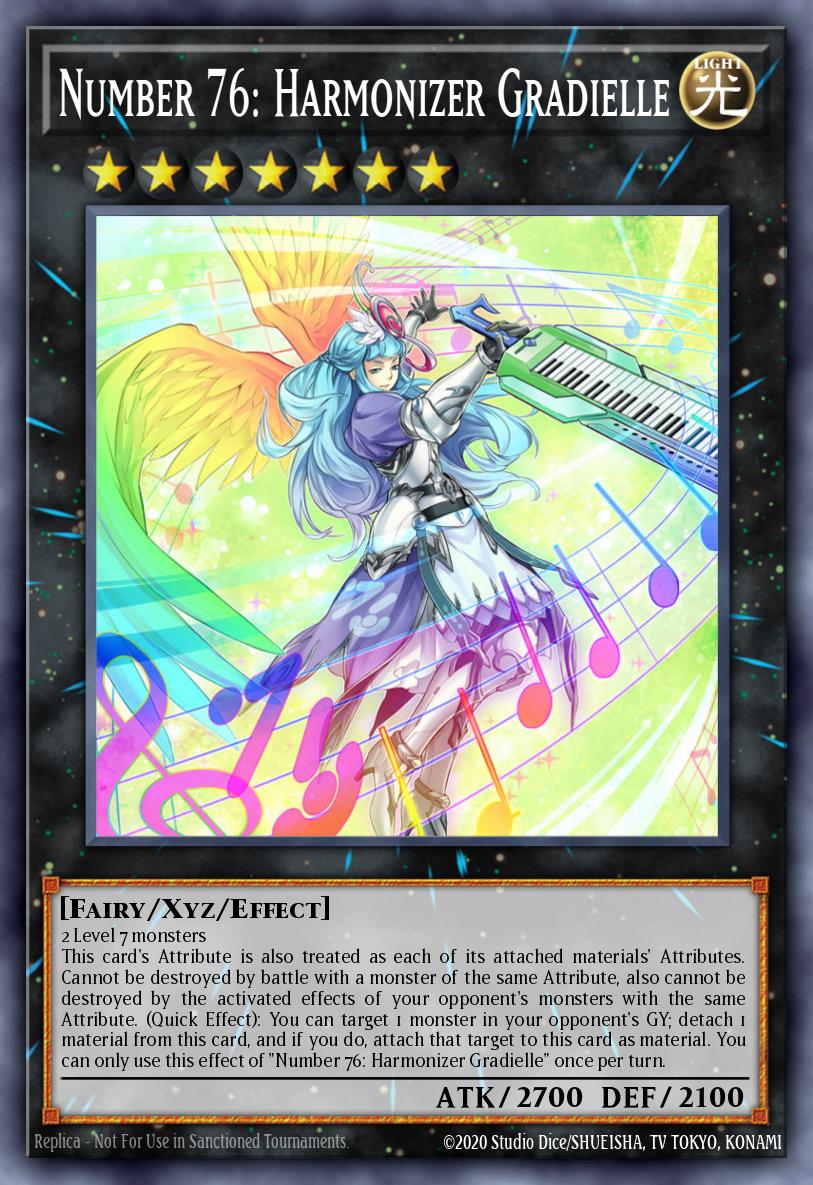 Number 76: Harmonizer Gradielle
LIGHT
光
[Fairy/Xyz/Effect]
2 Level 7 monsters
This card's Attribute is also treated as each of its attached materials' Attributes.
Cannot be destroyed by battle with a monster of the same Attribute, also cannot be
destroyed by the activated effects of your opponent's monsters with the same
Attribute. (Quick Effect): You can target 1 monster in your opponent's GY; detach 1
material from this card, and if you do, attach that target to this card as material. You
can only use this effect of "Number 76: Harmonizer Gradielle" once per turn.
ATK/2700 DEF/2100
Replica - Not For Use in Sanctioned Tournaments.
©2020 Studio Dice/SHUEISHA, TV TOKYO, KONAMI